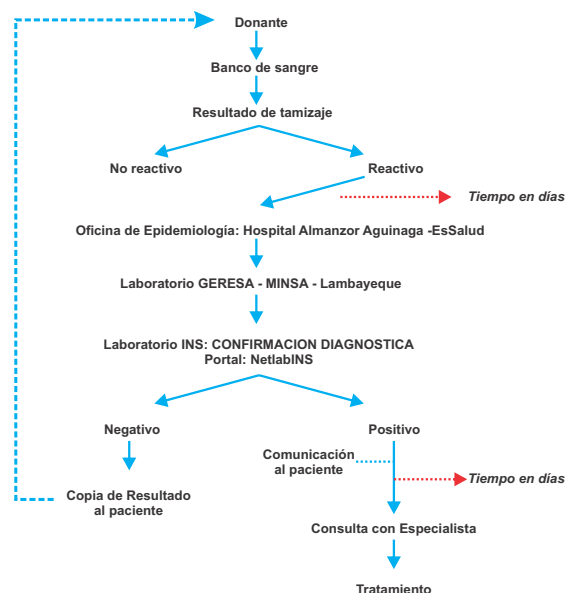 Donante
Banco de sangre
Resultado de tamizaje
No reactivo
Reactivo
Tiempo en días
Oficina de Epidemiología: Hospital Almanzor Aguinaga -EsSalud
Laboratorio GERESA - MINSA - Lambayeque
Laboratorio INS: CONFIRMACION DIAGNOSTICA
Portal: NetlabINS
Negativo
Positivo
Comunicación
al paciente
Tiempo en días
Copia de Resultado
al paciente
Consulta con Especialista
Tratamiento